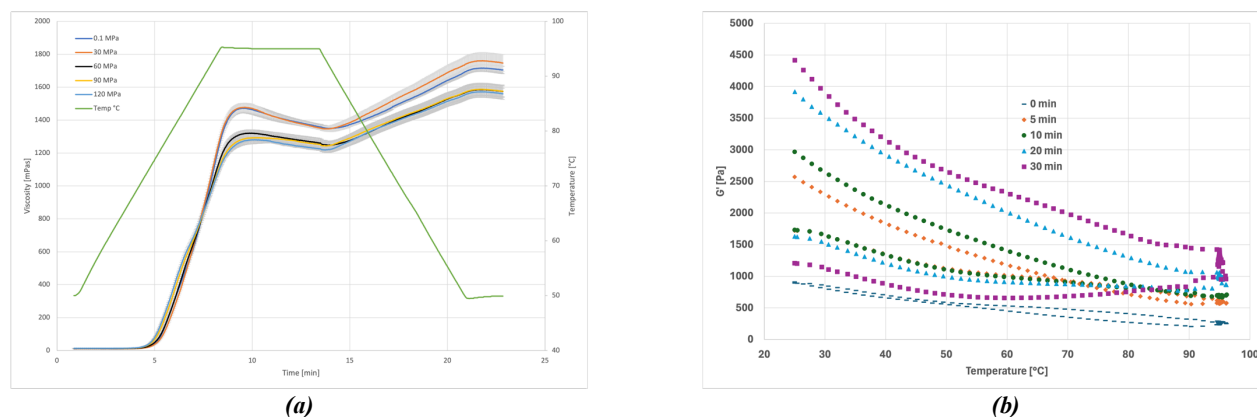 2000
1800
1600
1400
1200
1000
800
600
400
200
0
Viscosity [mPas]
0.1 MPa
30 MPa
60 MPa
90 MPa
120 MPa
Temp °C
100
90
80
70
60
50
40
Temperature [°C]
0
5
10
15
20
25
Time [min]
(a)
5000
4500
4000
3500
3000
2500
2000
1500
1000
500
0
G' [Pa]
0 min
5 min
10 min
20 min
30 min
20
30
40
50
60
70
80
90
100
Temperature [°C]
(b)